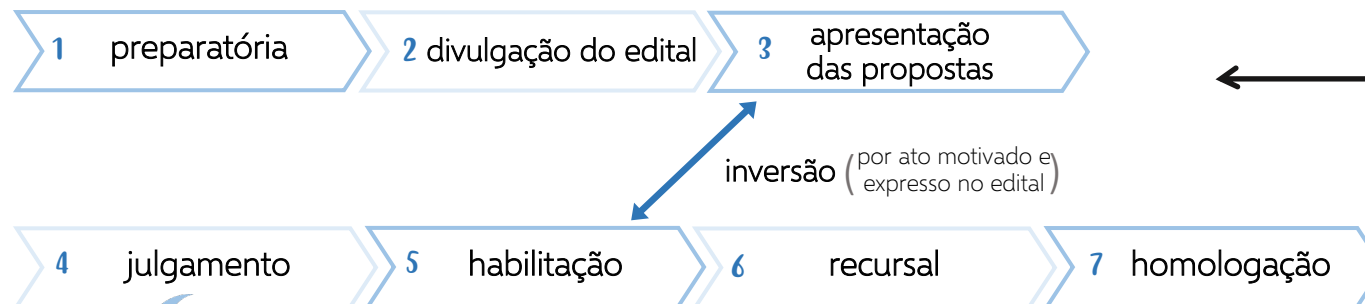 1 preparatória
2 divulgação do edital
3 apresentação
das propostas
inversão (por ato motivado e
expresso no edital)
4 julgamento
5 habilitação
6 recursal
7 homologação